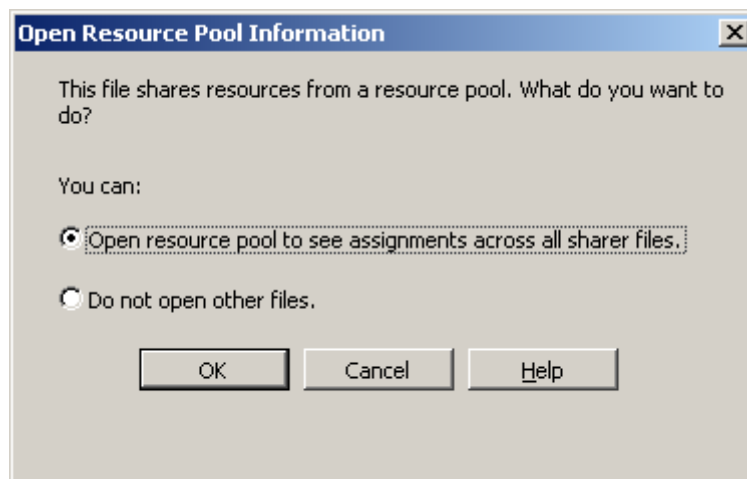 Open Resource Pool Information
This file shares resources from a resource pool. What do you want to
do?
You can:
Open resource pool to see assignments across all sharer files.
Do not open other files.
OK Cancel Help